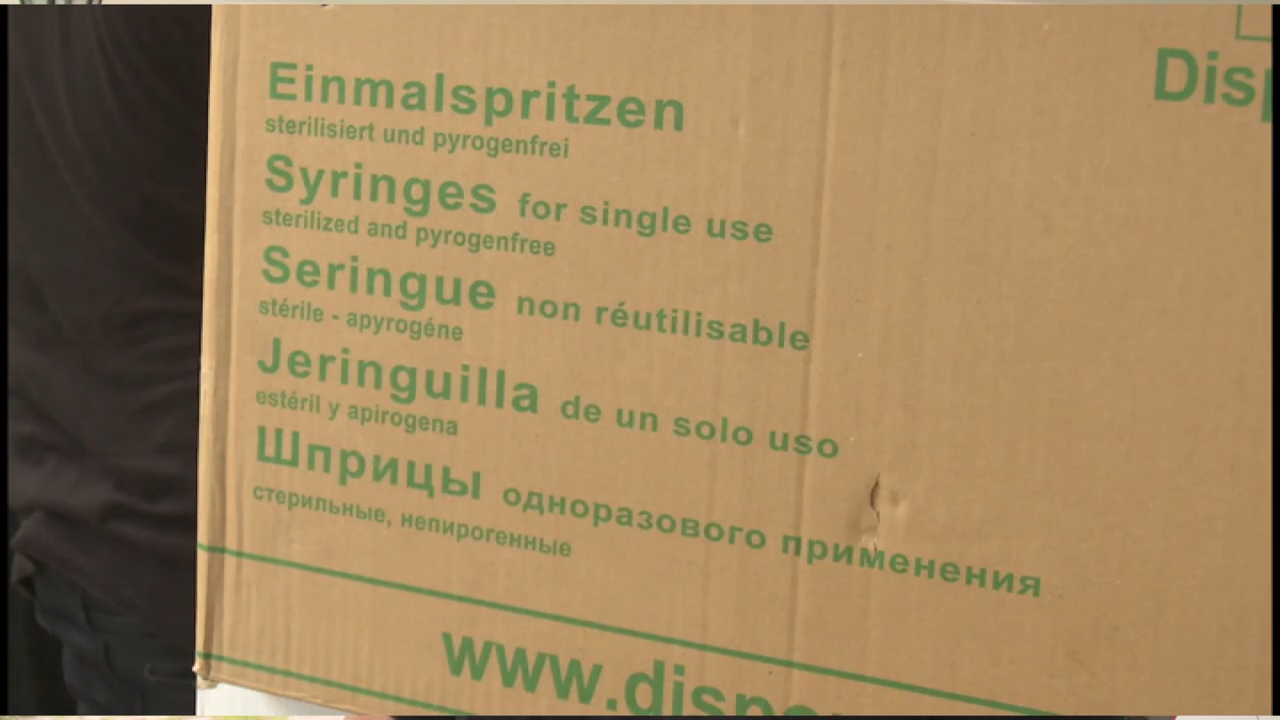 Einmalspritzen
sterilisiert und pyrogenfrei
Syringes for single use
sterilized and pyrogenfree
Seringue non réutilisable
stérile - apyrogéne
Jeringuilla de un solo uso
estéril y apirogena
Шприцы одноразового применения
стерильные, непирогенные